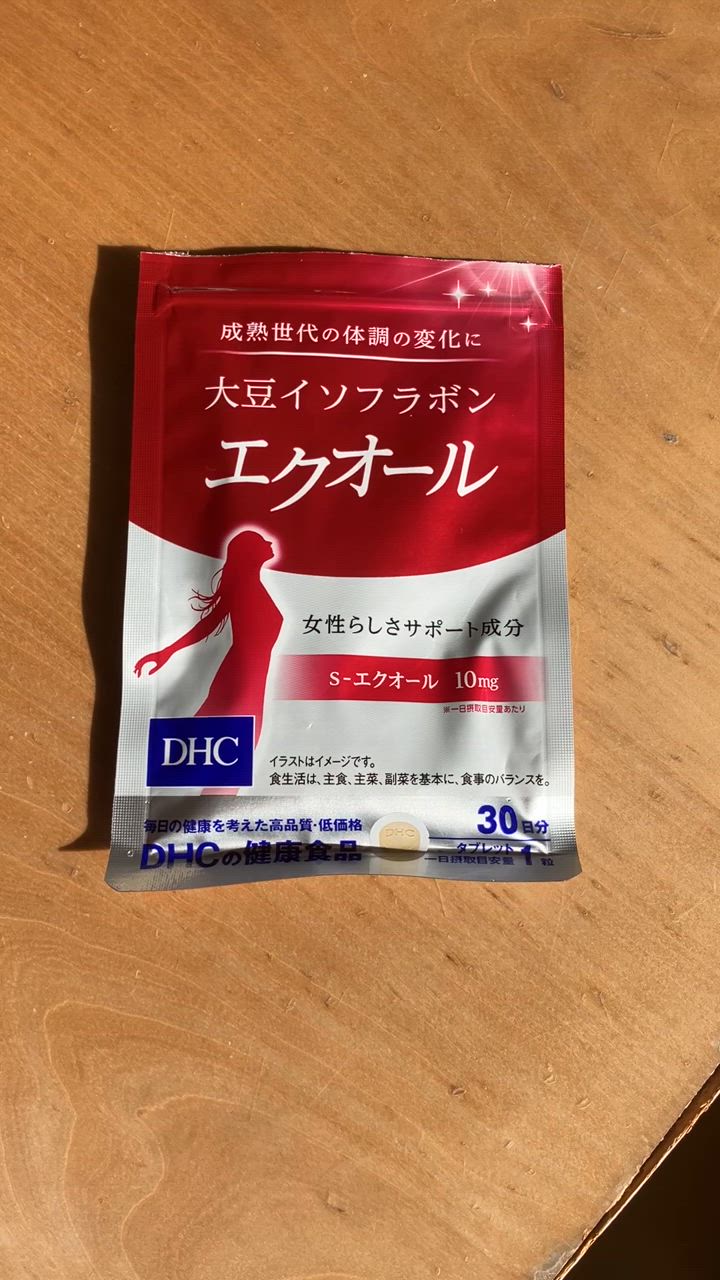 成熟世代の体調の変化に
大豆イソフラボン
エクオール
女性らしさサポート成分
S-エクオール 10mg
※一日摂取目安量あたり
DHC
イラストはイメージです。
食生活は、主食、主菜、副菜を基本に、食事のバランスを。
毎日の健康を考えた高品質・低価格
DHCの健康食品
DHC
30日分
タブレット
一日摂取目安量 1粒